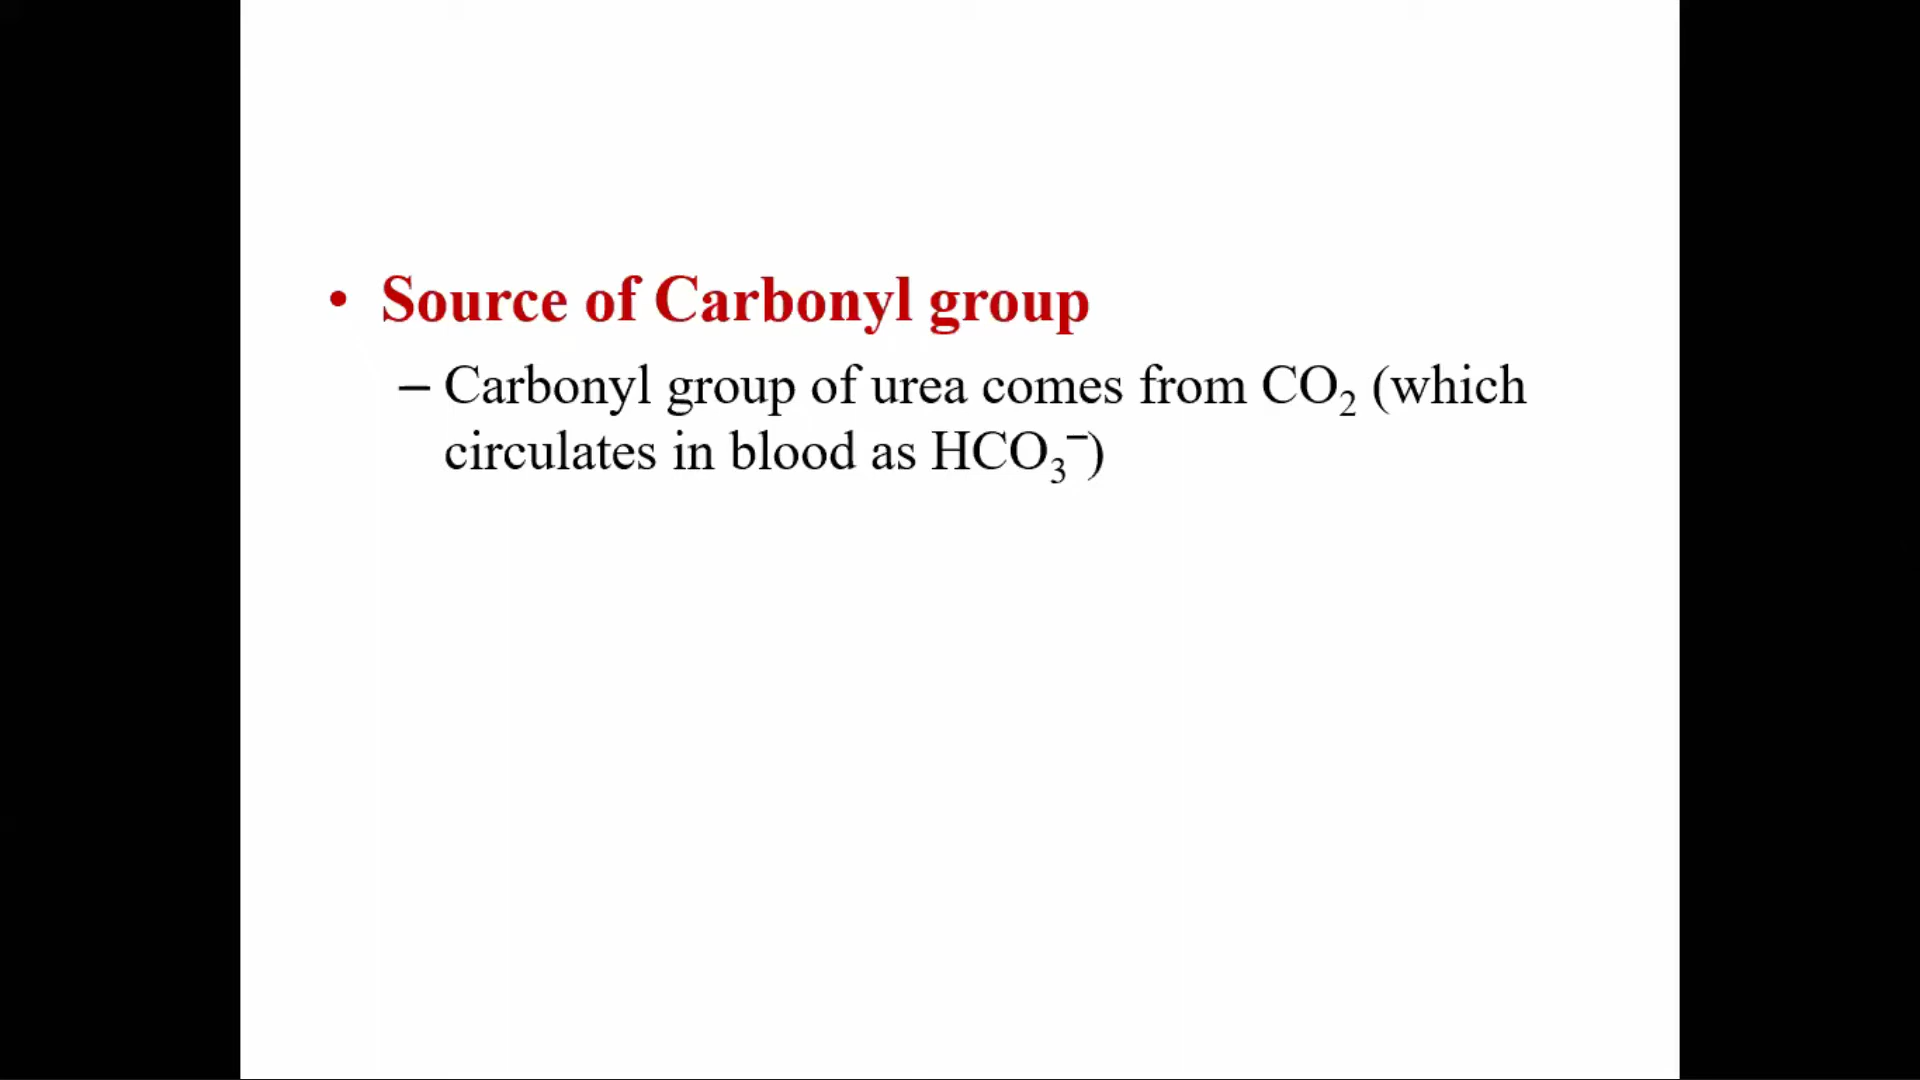 • Source of Carbonyl group
– Carbonyl group of urea comes from CO₂ (which
circulates in blood as HCO₃⁻)